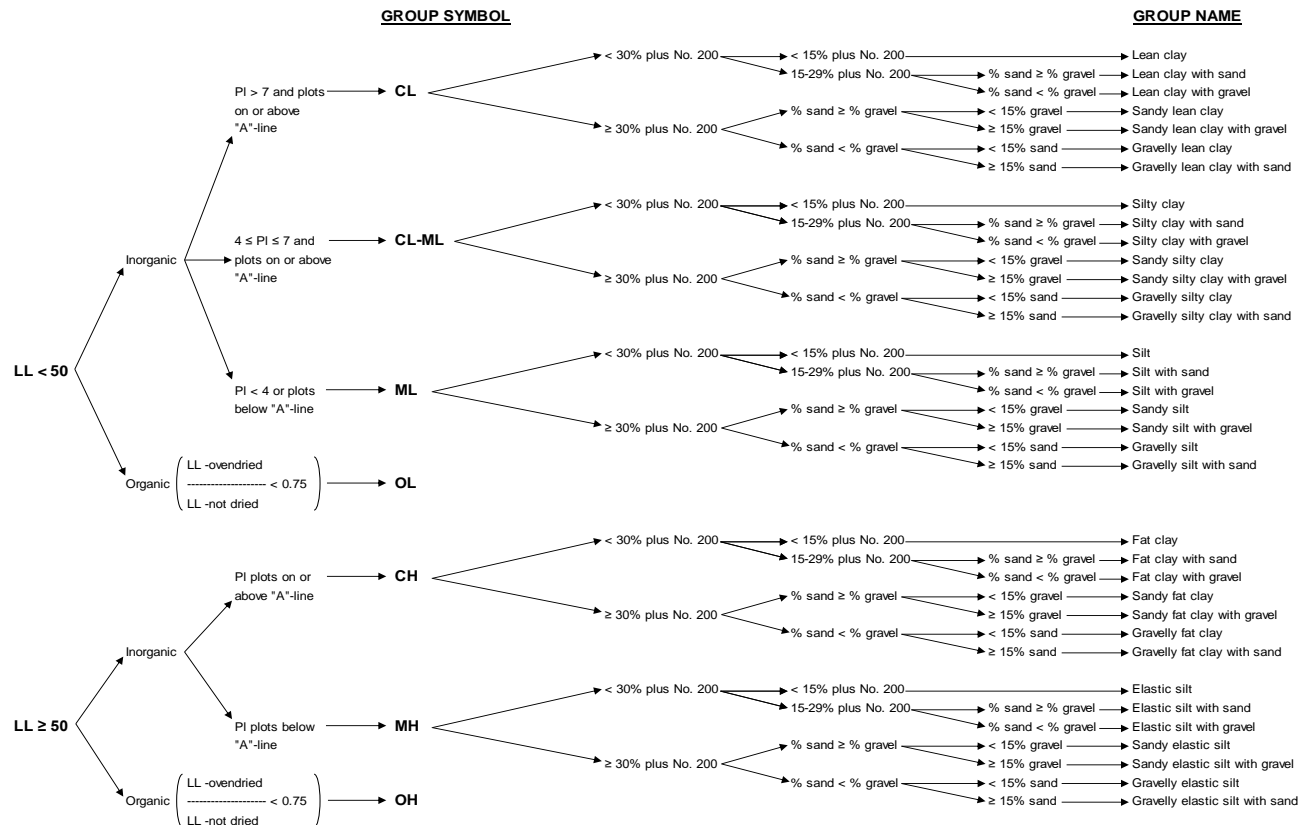 GROUP SYMBOL GROUP NAME
< 30% plus No. 200 < 15% plus No. 200 Lean clay
15-29% plus No. 200 % sand ≥ % gravel Lean clay with sand
PI > 7 and plots CL % sand < % gravel Lean clay with gravel
on or above % sand ≥ % gravel < 15% gravel Sandy lean clay
"A"-line ≥ 30% plus No. 200 ≥ 15% gravel Sandy lean clay with gravel
% sand < % gravel < 15% sand Gravelly lean clay
≥ 15% sand Gravelly lean clay with sand
< 30% plus No. 200 < 15% plus No. 200 Silty clay
15-29% plus No. 200 % sand ≥ % gravel Silty clay with sand
4 ≤ PI ≤ 7 and CL-ML % sand < % gravel Silty clay with gravel
Inorganic plots on or above % sand ≥ % gravel < 15% gravel Sandy silty clay
"A"-line ≥ 30% plus No. 200 ≥ 15% gravel Sandy silty clay with gravel
% sand < % gravel < 15% sand Gravelly silty clay
≥ 15% sand Gravelly silty clay with sand
< 30% plus No. 200 < 15% plus No. 200 Silt
LL < 50 15-29% plus No. 200 % sand ≥ % gravel Silt with sand
PI < 4 or plots ML % sand < % gravel Silt with gravel
below "A"-line % sand ≥ % gravel < 15% gravel Sandy silt
≥ 30% plus No. 200 ≥ 15% gravel Sandy silt with gravel
% sand < % gravel < 15% sand Gravelly silt
LL -ovendried ≥ 15% sand Gravelly silt with sand
Organic -------------------- < 0.75 OL
LL -not dried
< 30% plus No. 200 < 15% plus No. 200 Fat clay
15-29% plus No. 200 % sand ≥ % gravel Fat clay with sand
PI plots on or CH % sand < % gravel Fat clay with gravel
above "A"-line % sand ≥ % gravel < 15% gravel Sandy fat clay
≥ 30% plus No. 200 ≥ 15% gravel Sandy fat clay with gravel
% sand < % gravel < 15% sand Gravelly fat clay
Inorganic ≥ 15% sand Gravelly fat clay with sand
< 30% plus No. 200 < 15% plus No. 200 Elastic silt
15-29% plus No. 200 % sand ≥ % gravel Elastic silt with sand
LL ≥ 50 PI plots below MH % sand < % gravel Elastic silt with gravel
"A"-line % sand ≥ % gravel < 15% gravel Sandy elastic silt
≥ 30% plus No. 200 ≥ 15% gravel Sandy elastic silt with gravel
LL -ovendried % sand < % gravel < 15% sand Gravelly elastic silt
Organic -------------------- < 0.75 OH ≥ 15% sand Gravelly elastic silt with sand
LL -not dried